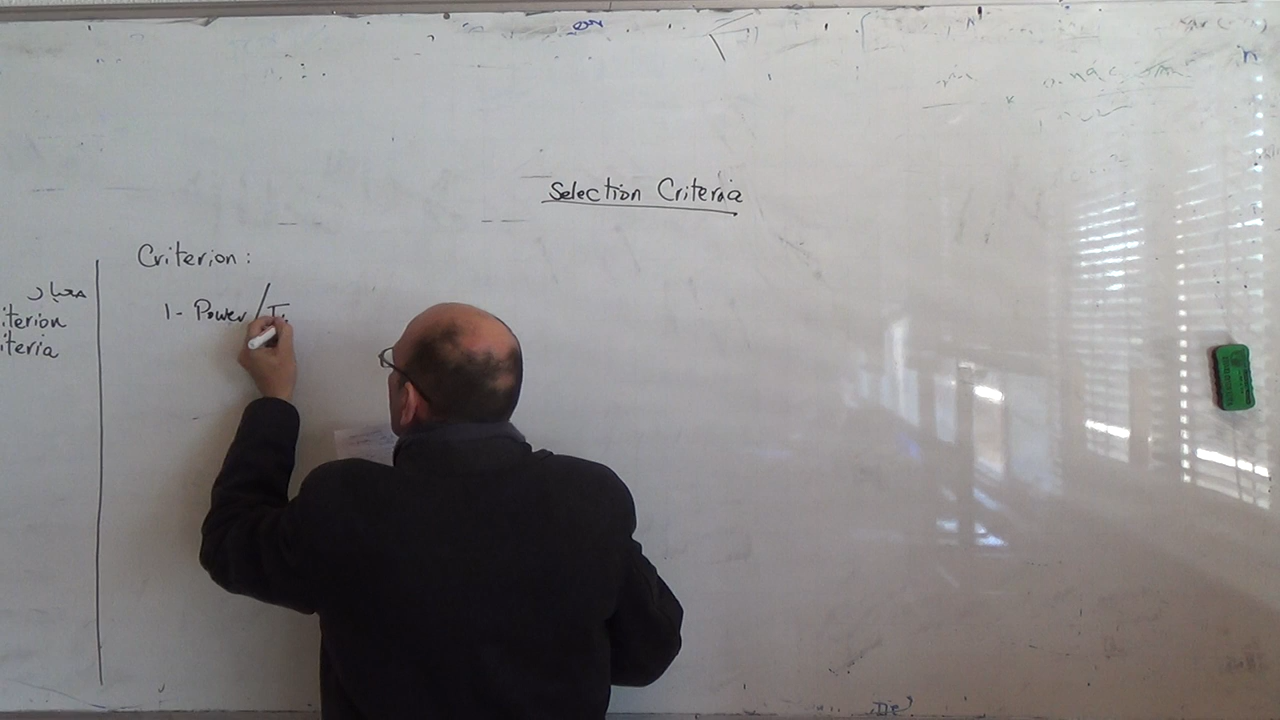 Selection Criteria
معيار
iterion
iteria
Criterion:
1- Power /